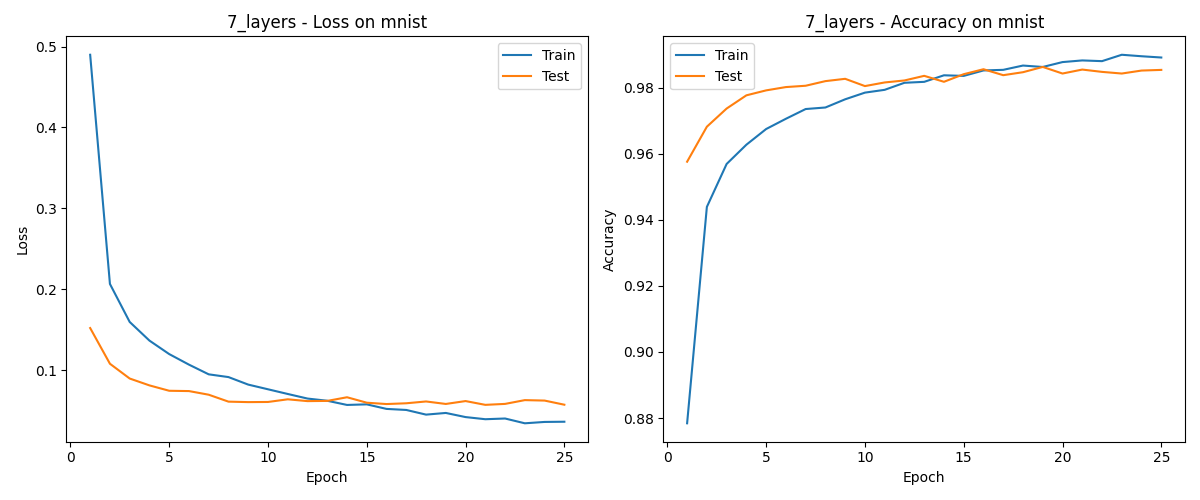 7_layers - Loss on mnist
Train
Test
0.5
0.4
0.3
0.2
0.1
Loss
0
5
10
15
20
25
Epoch
7_layers - Accuracy on mnist
Train
Test
0.98
0.96
0.94
0.92
0.90
0.88
Accuracy
0
5
10
15
20
25
Epoch